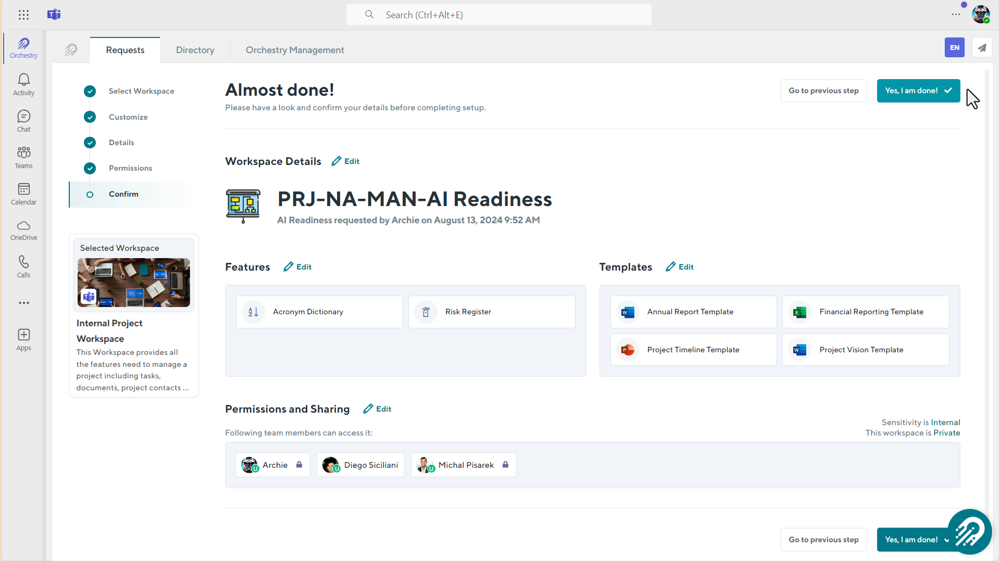 Search (Ctrl+Alt+E)
Orchestry
Activity
Chat
Teams
Calendar
OneDrive
Calls
Apps
Requests
Directory
Orchestry Management
EN
Select Workspace
Customize
Details
Permissions
Confirm
Selected Workspace
Internal Project
Workspace
This Workspace provides all
the features need to manage a
project including tasks,
documents, project contacts ...
Almost done!
Please have a look and confirm your details before completing setup.
Go to previous step
Yes, I am done!
Workspace Details
Edit
PRJ-NA-MAN-AI Readiness
AI Readiness requested by Archie on August 13, 2024 9:52 AM
Features
Edit
Acronym Dictionary
Risk Register
Templates
Edit
Annual Report Template
Financial Reporting Template
Project Timeline Template
Project Vision Template
Permissions and Sharing
Edit
Sensitivity is Internal
Following team members can access it:
This workspace is Private
Archie
Diego Siciliani
Michal Pisarek
Go to previous step
Yes, I am done!